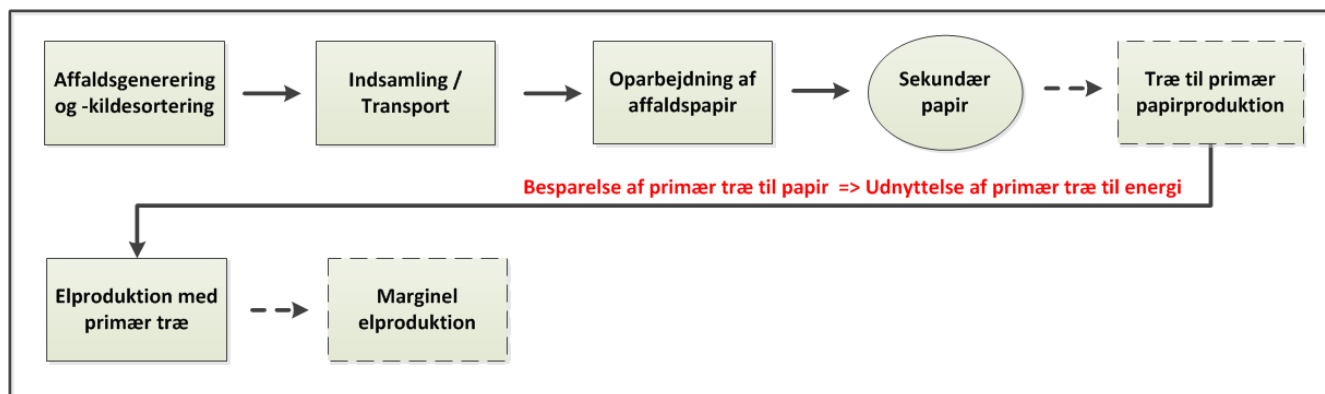 Affaldsgenerering
og -kildesortering
Indsamling /
Transport
Oparbejdning af
affaldspapir
Sekundær
papir
Træ til primær
papirproduktion
Besparelse af primær træ til papir => Udnyttelse af primær træ til energi
Elproduktion med
primær træ
Marginel
elproduktion